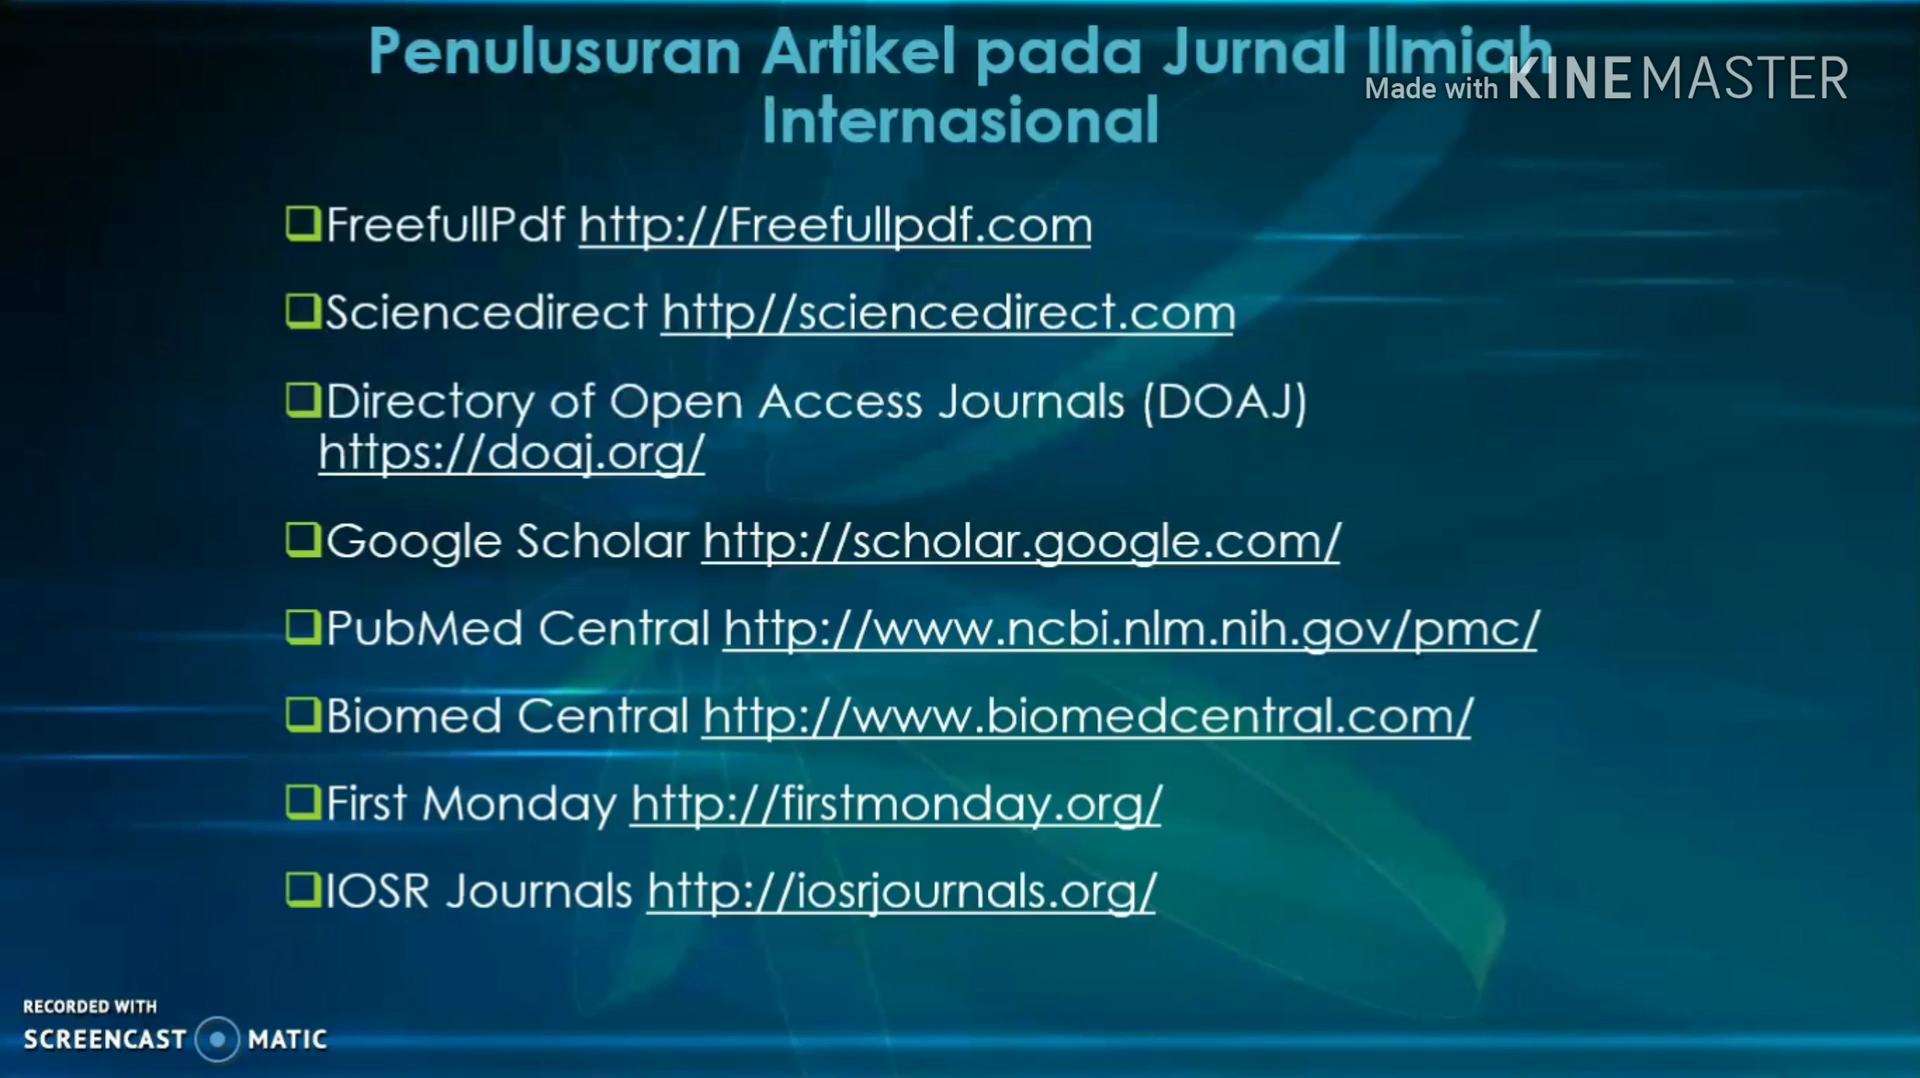 Penulusuran Artikel pada Jurnal Ilmiah
Internasional
Made with KINEMASTER
FreefullPdf http://Freefullpdf.com
Sciencedirect http//sciencedirect.com
Directory of Open Access Journals (DOAJ)
https://doaj.org/
Google Scholar http://scholar.google.com/
PubMed Central http://www.ncbi.nlm.nih.gov/pmc/
Biomed Central http://www.biomedcentral.com/
First Monday http://firstmonday.org/
IOSR Journals http://iosrjournals.org/
RECORDED WITH
SCREENCAST MATIC